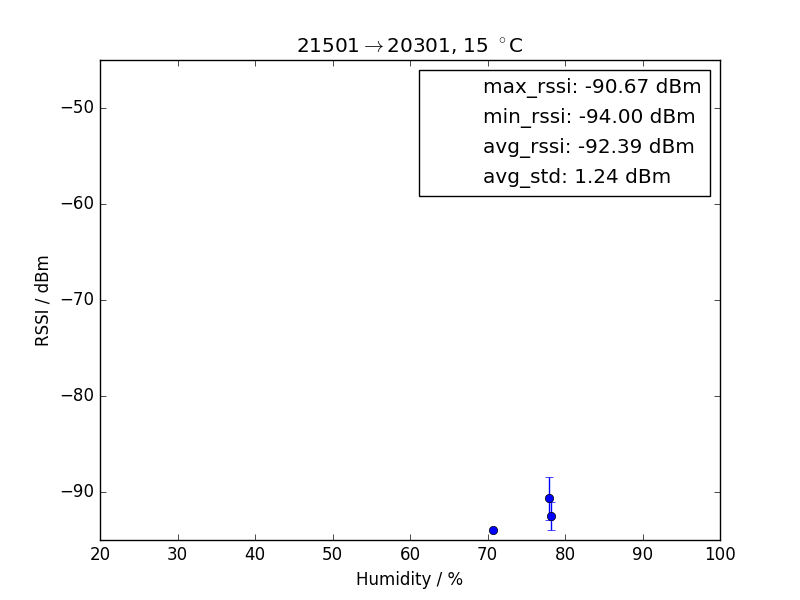 21501→20301, 15 °C
max_rssi: -90.67 dBm
min_rssi: -94.00 dBm
avg_rssi: -92.39 dBm
avg_std: 1.24 dBm
−50
−60
−70
−80
−90
RSSI / dBm
20 30 40 50 60 70 80 90 100
Humidity / %